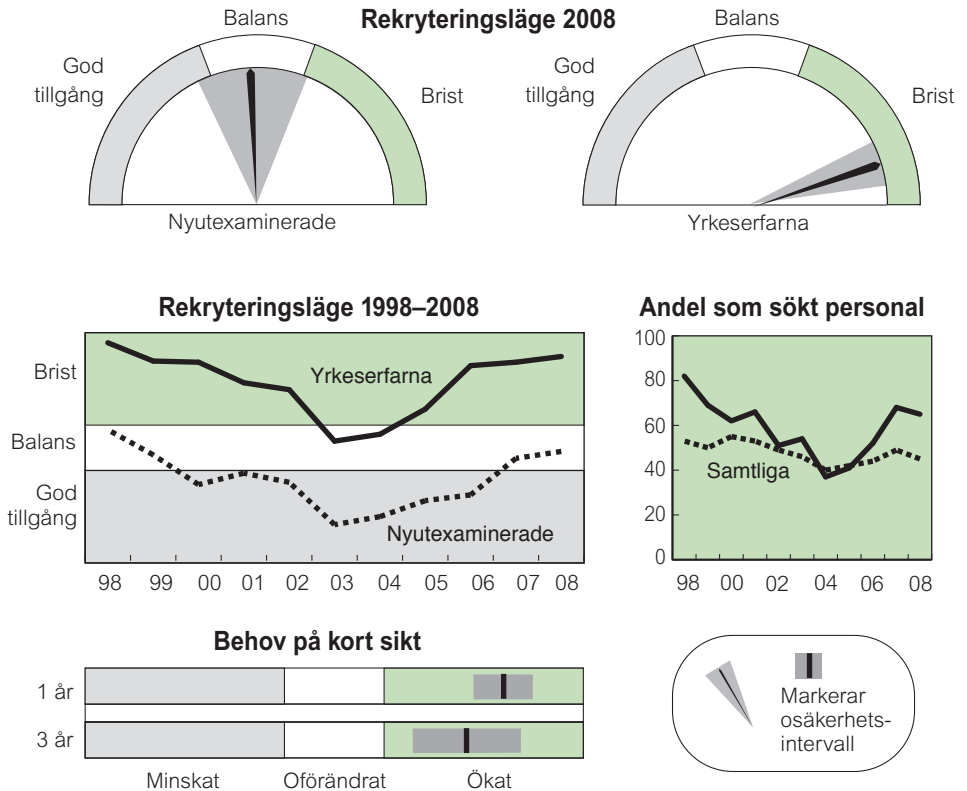 Rekryteringsläge 2008
Balans
God
tillgång
Brist
Nyutexaminerade
Balans
God
tillgång
Brist
Yrkeserfarna
Rekryteringsläge 1998–2008
Brist
Balans
God
tillgång
Yrkeserfarna
Nyutexaminerade
98 99 00 01 02 03 04 05 06 07 08
Andel som sökt personal
100
80
60
40
20
0
Samtliga
98 00 02 04 06 08
Behov på kort sikt
1 år
3 år
Minskat Oförändrat Ökat
Markerar
osäkerhets-
intervall